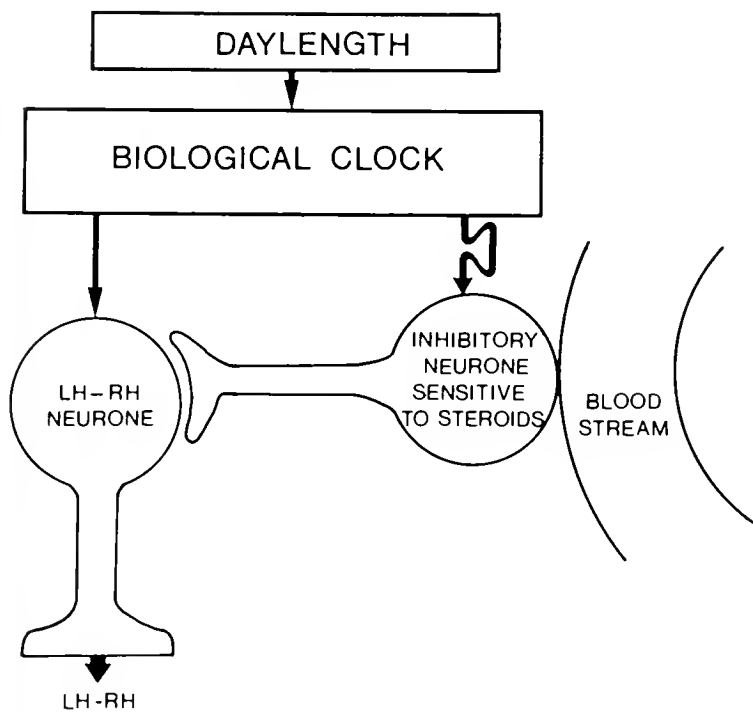 DAYLENGTH
BIOLOGICAL CLOCK
LH-RH
NEURONE
INHIBITORY
NEURONE
SENSITIVE
TO STEROIDS
BLOOD
STREAM
LH-RH